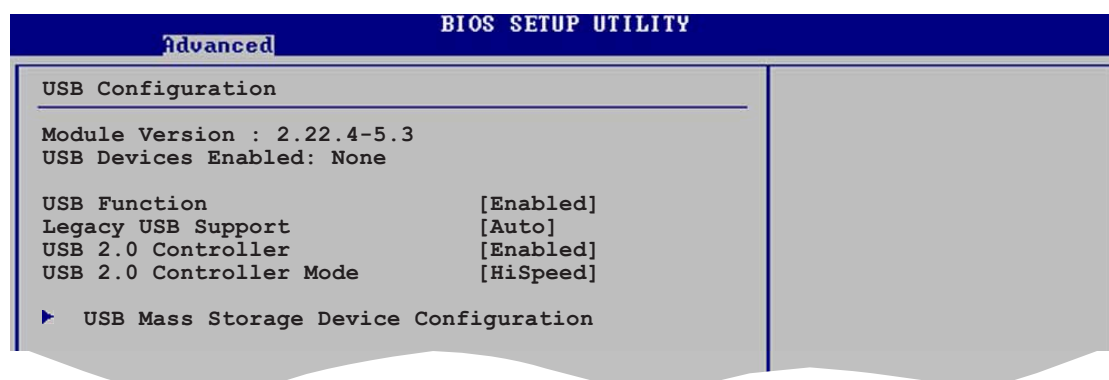 BIOS SETUP UTILITY
Advanced
USB Configuration
Module Version : 2.22.4-5.3
USB Devices Enabled: None
USB Function [Enabled]
Legacy USB Support [Auto]
USB 2.0 Controller [Enabled]
USB 2.0 Controller Mode [HiSpeed]
USB Mass Storage Device Configuration